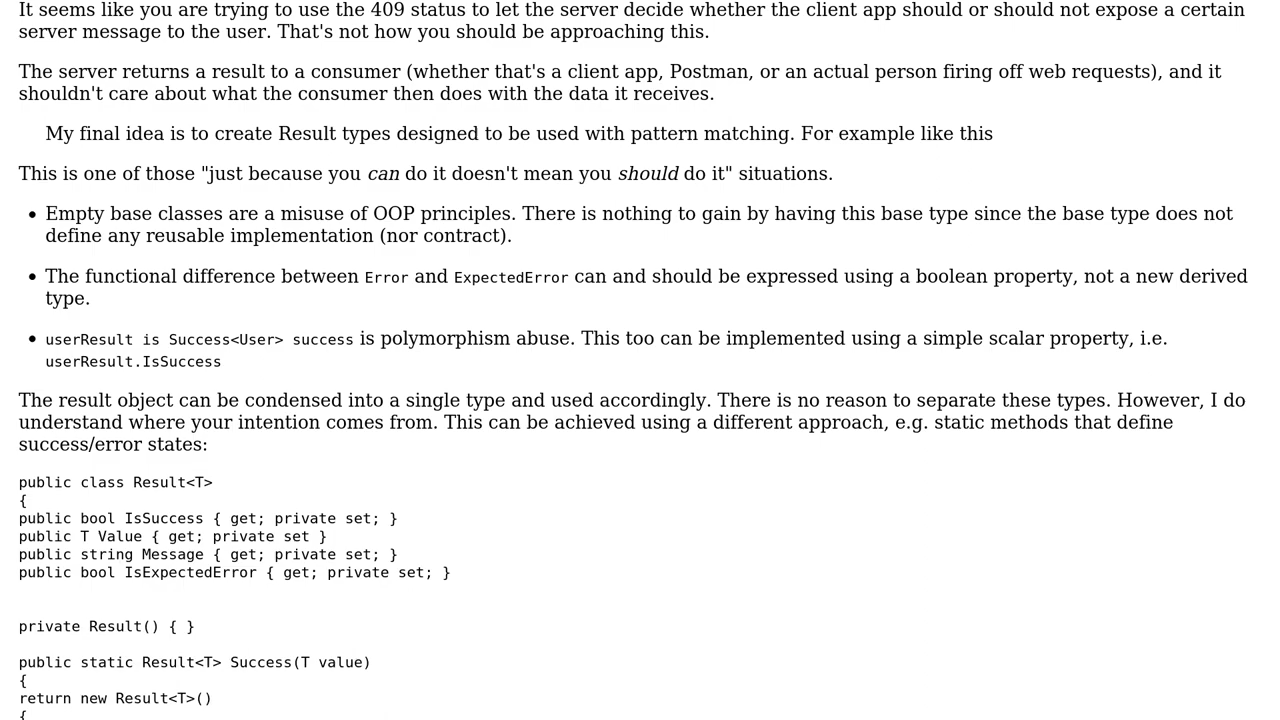 It seems like you are trying to use the 409 status to let the server decide whether the client app should or should not expose a certain
server message to the user. That's not how you should be approaching this.
The server returns a result to a consumer (whether that's a client app, Postman, or an actual person firing off web requests), and it
shouldn't care about what the consumer then does with the data it receives.
My final idea is to create Result types designed to be used with pattern matching. For example like this
This is one of those "just because you can do it doesn't mean you should do it" situations.
• Empty base classes are a misuse of OOP principles. There is nothing to gain by having this base type since the base type does not
define any reusable implementation (nor contract).
• The functional difference between Error and ExpectedError can and should be expressed using a boolean property, not a new derived
type.
• userResult is Success<User> success is polymorphism abuse. This too can be implemented using a simple scalar property, i.e.
userResult.IsSuccess
The result object can be condensed into a single type and used accordingly. There is no reason to separate these types. However, I do
understand where your intention comes from. This can be achieved using a different approach, e.g. static methods that define
success/error states:
public class Result<T>
{
public bool IsSuccess { get; private set; }
public T Value { get; private set }
public string Message { get; private set; }
public bool IsExpectedError { get; private set; }
private Result() { }
public static Result<T> Success(T value)
{
return new Result<T>()
{